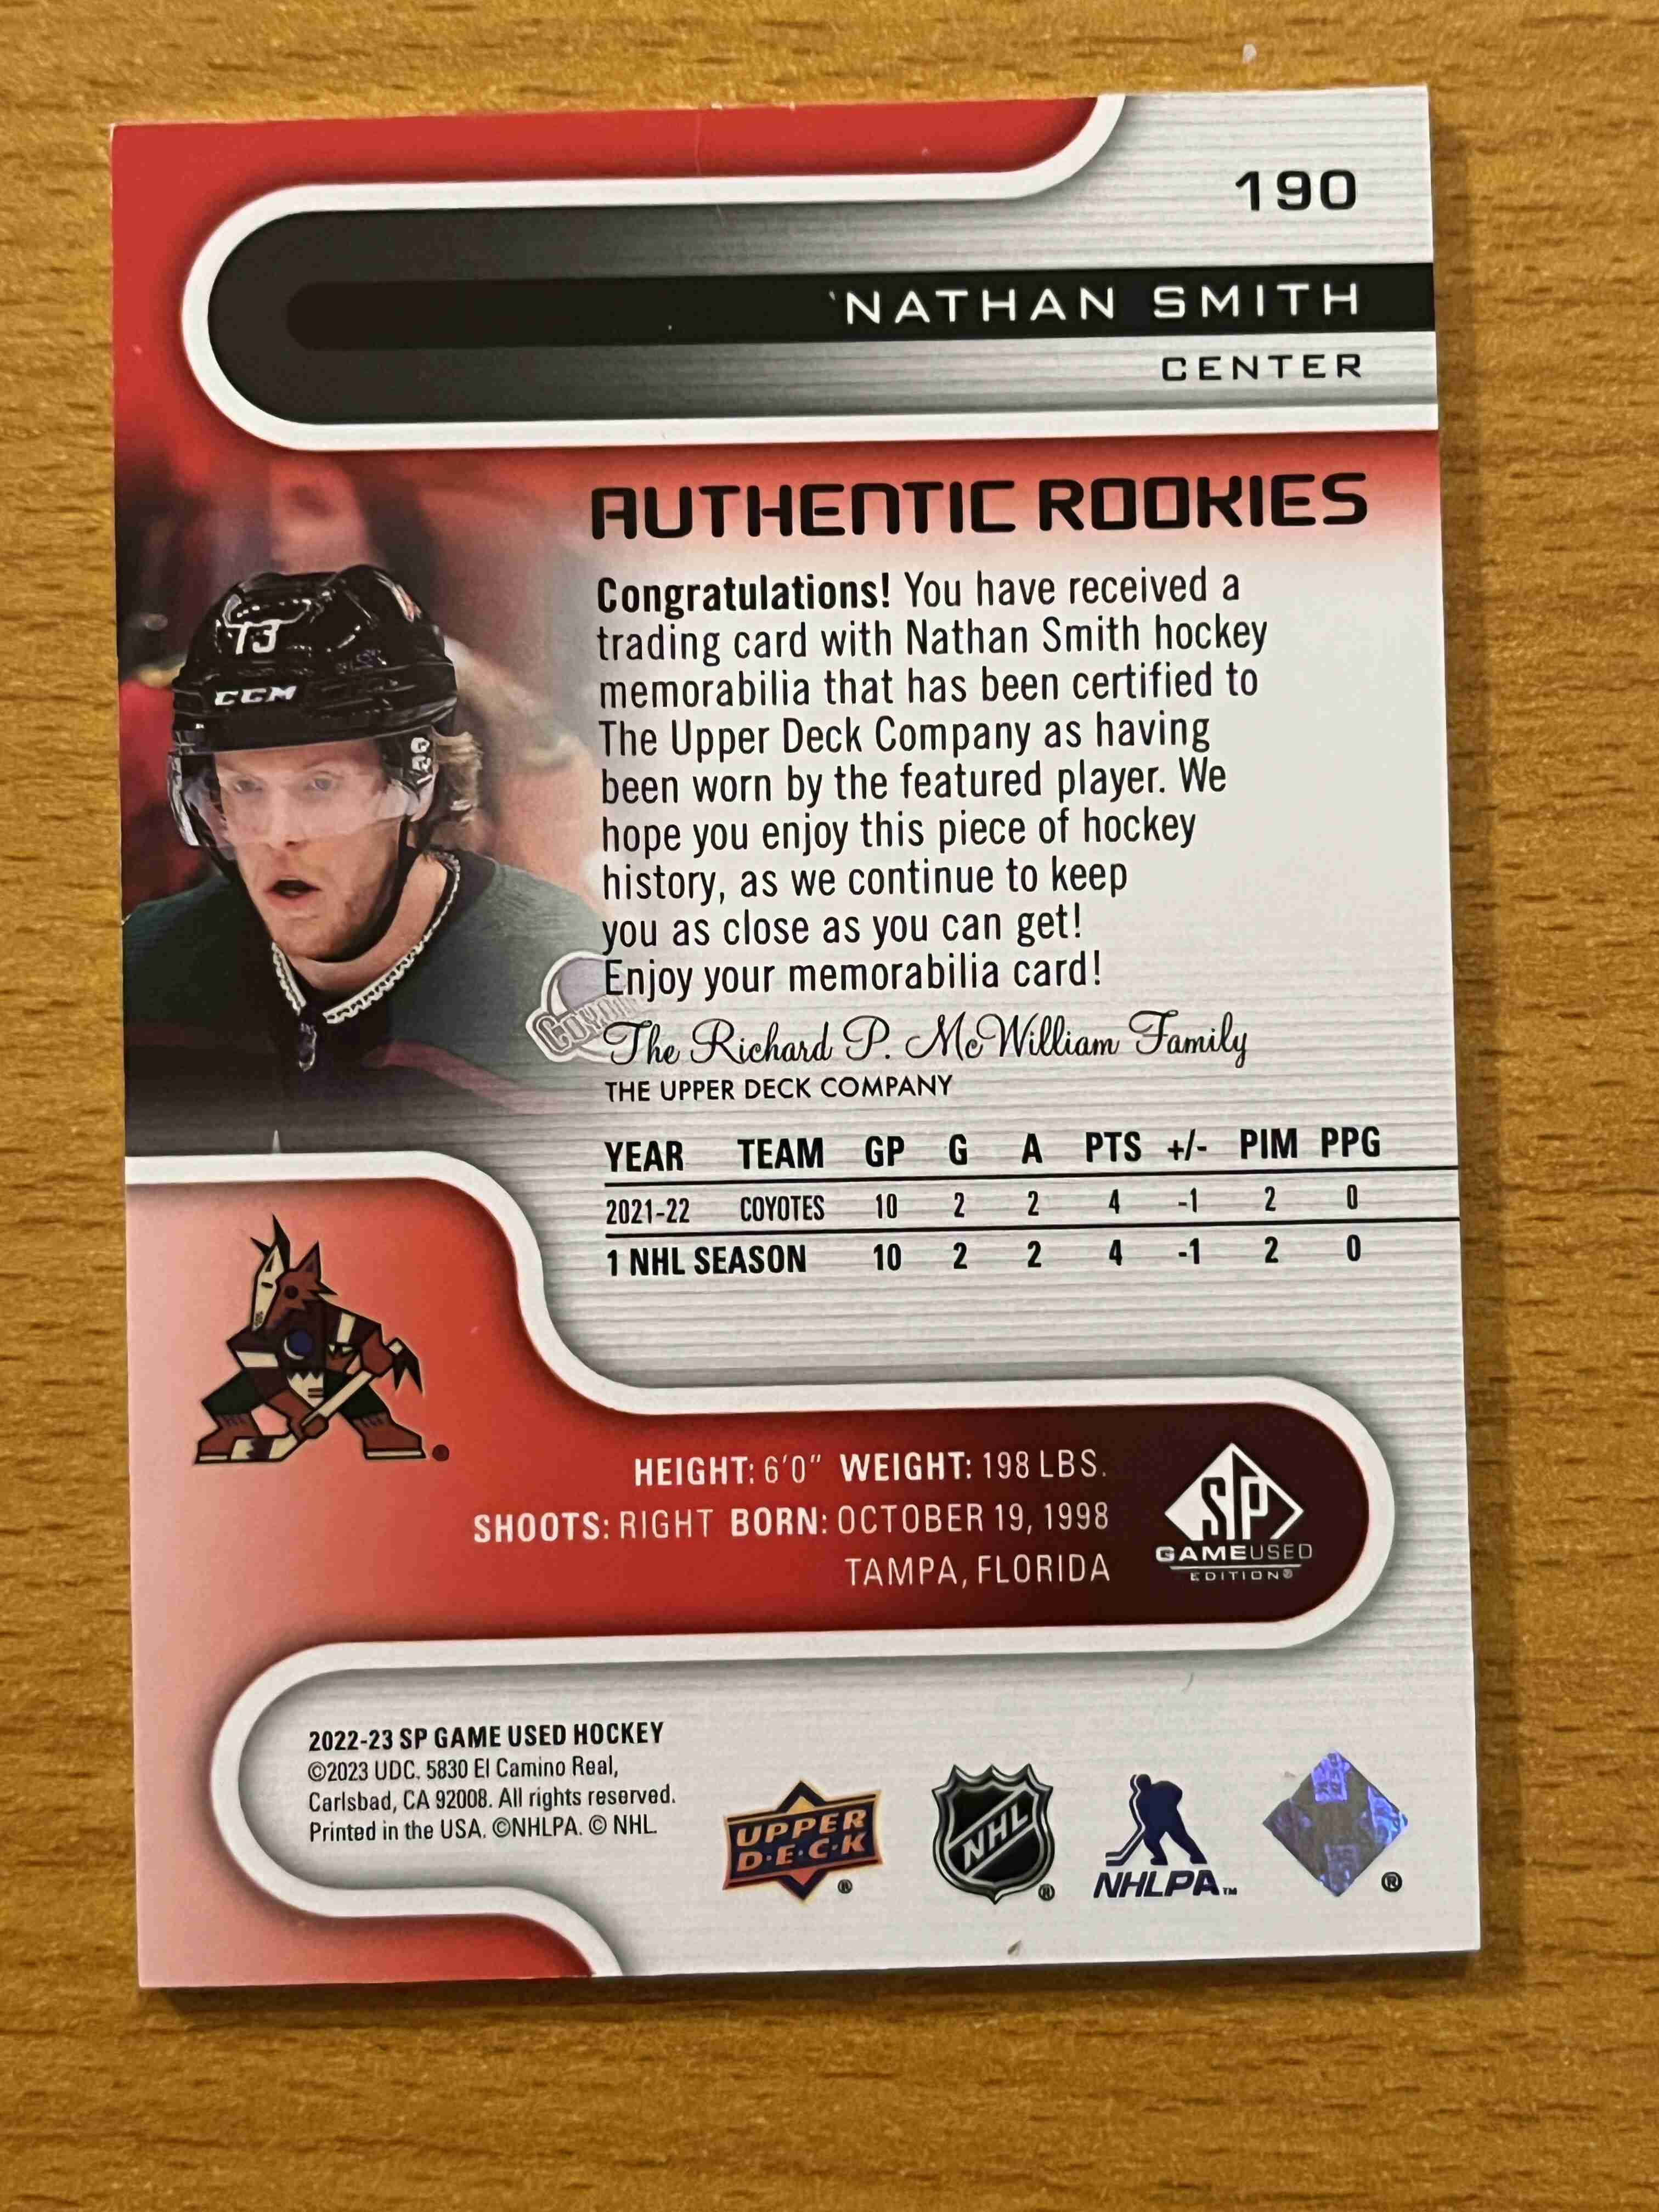 190
NATHAN SMITH
CENTER
AUTHENTIC ROOKIES
Congratulations! You have received a
trading card with Nathan Smith hockey
memorabilia that has been certified to
The Upper Deck Company as having
been worn by the featured player. We
hope you enjoy this piece of hockey
history, as we continue to keep
you as close as you can get!
Enjoy your memorabilia card!
The Richard P. McWilliam Family
THE UPPER DECK COMPANY
13
CCM
YEAR TEAM GP G A PTS +/- PIM PPG
2021-22 COYOTES 10 2 2 4 -1 2 0
1 NHL SEASON 10 2 2 4 -1 2 0
HEIGHT: 6'0" WEIGHT: 198 LBS.
SHOOTS: RIGHT BORN: OCTOBER 19, 1998
TAMPA, FLORIDA
SP
GAMEUSED
EDITION®
2022-23 SP GAME USED HOCKEY
©2023 UDC. 5830 El Camino Real,
Carlsbad, CA 92008. All rights reserved.
Printed in the USA. ©NHLPA. © NHL.
UPPER
D·E·C·K
®
NHL
®
NHLPA™
®